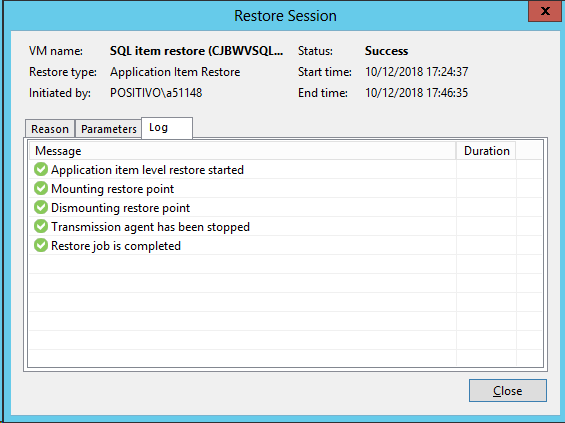 Restore Session
x
VM name: SQL item restore (CJBWVSQL... Status: Success
Restore type: Application Item Restore Start time: 10/12/2018 17:24:37
Initiated by: POSITIVO\a51148 End time: 10/12/2018 17:46:35
Reason Parameters Log
Message Duration
Application item level restore started
Mounting restore point
Dismounting restore point
Transmission agent has been stopped
Restore job is completed
Close